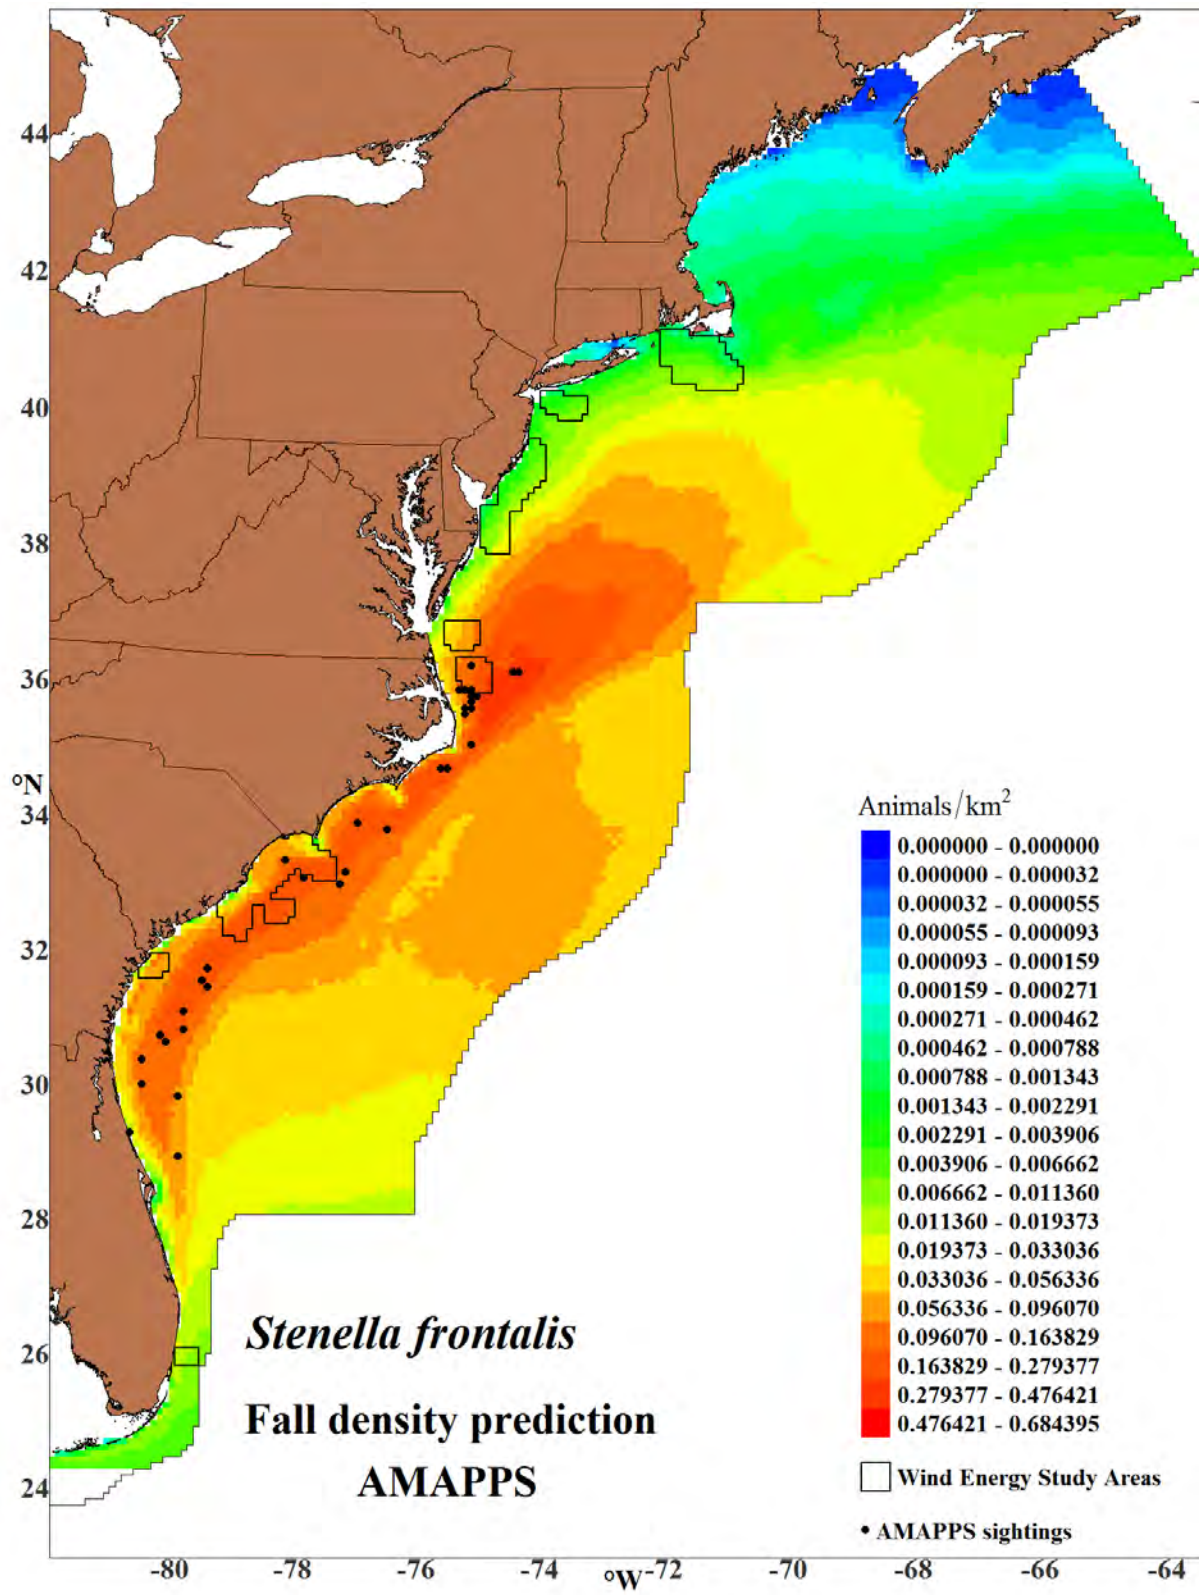 44
42
40
38
36
°N
34
32
30
28
26
24
Animals/km²
0.000000 - 0.000000
0.000000 - 0.000032
0.000032 - 0.000055
0.000055 - 0.000093
0.000093 - 0.000159
0.000159 - 0.000271
0.000271 - 0.000462
0.000462 - 0.000788
0.000788 - 0.001343
0.001343 - 0.002291
0.002291 - 0.003906
0.003906 - 0.006662
0.006662 - 0.011360
0.011360 - 0.019373
0.019373 - 0.033036
0.033036 - 0.056336
0.056336 - 0.096070
0.096070 - 0.163829
0.163829 - 0.279377
0.279377 - 0.476421
0.476421 - 0.684395
Wind Energy Study Areas
AMAPPS sightings
Stenella frontalis
Fall density prediction
AMAPPS
-80 -78 -76 -74 -72 -70 -68 -66 -64
°W